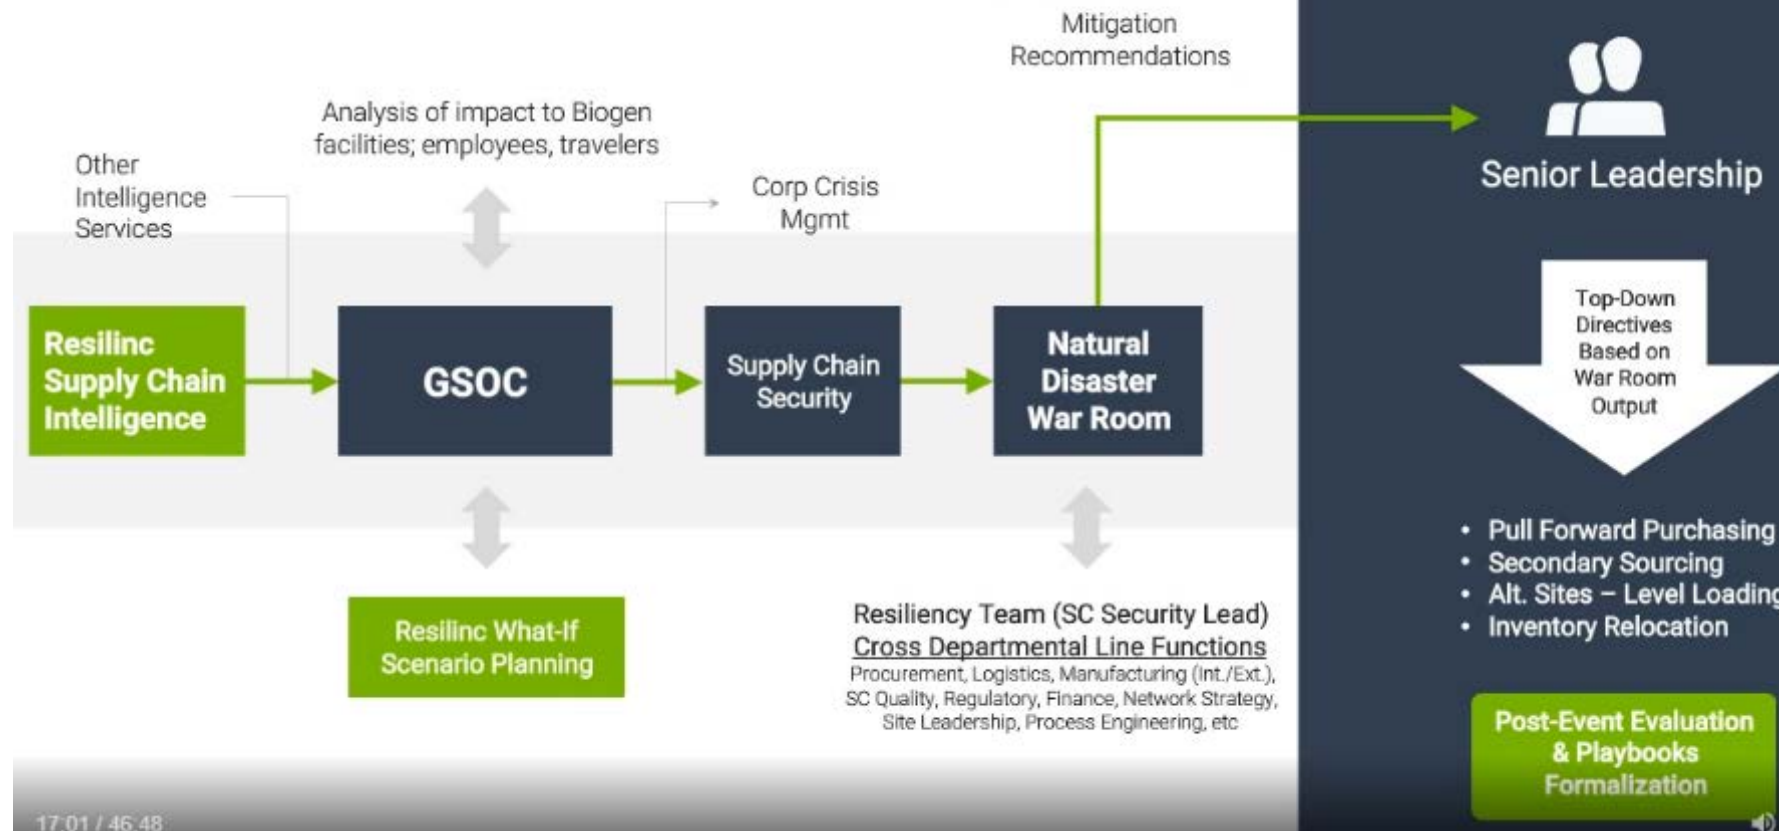 Mitigation
Recommendations
Analysis of impact to Biogen
facilities; employees, travelers
Other
Intelligence
Services
Corp Crisis
Mgmt
Senior Leadership
Resilinc
Supply Chain
Intelligence
GSOC
Supply Chain
Security
Natural
Disaster
War Room
Top-Down
Directives
Based on
War Room
Output
Resilinc What-If
Scenario Planning
Resiliency Team (SC Security Lead)
Cross Departmental Line Functions
Procurement, Logistics, Manufacturing (Int./Ext.),
SC Quality, Regulatory, Finance, Network Strategy,
Site Leadership, Process Engineering, etc
• Pull Forward Purchasing
• Secondary Sourcing
• Alt. Sites – Level Loading
• Inventory Relocation
Post-Event Evaluation
& Playbooks
Formalization
17:01 / 46:48